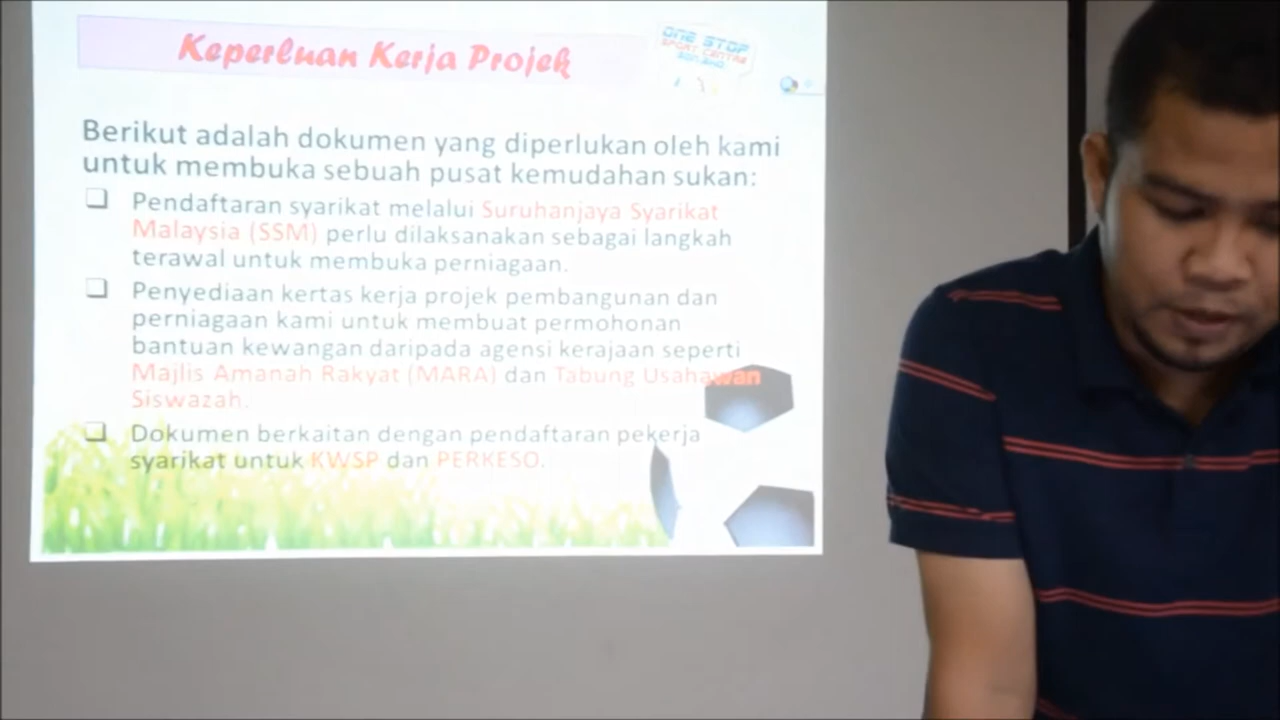 Keperluan Kerja Projek
ONE STOP
SPORT CENTRE
SDN.BHD
Berikut adalah dokumen yang diperlukan oleh kami
untuk membuka sebuah pusat kemudahan sukan:
Pendaftaran syarikat melalui Suruhanjaya Syarikat
Malaysia (SSM) perlu dilaksanakan sebagai langkah
terawal untuk membuka perniagaan.
Penyediaan kertas kerja projek pembangunan dan
perniagaan kami untuk membuat permohonan
bantuan kewangan daripada agensi kerajaan seperti
Majlis Amanah Rakyat (MARA) dan Tabung Usahawan
Siswazah.
Dokumen berkaitan dengan pendaftaran pekerja
syarikat untuk KWSP dan PERKESO.